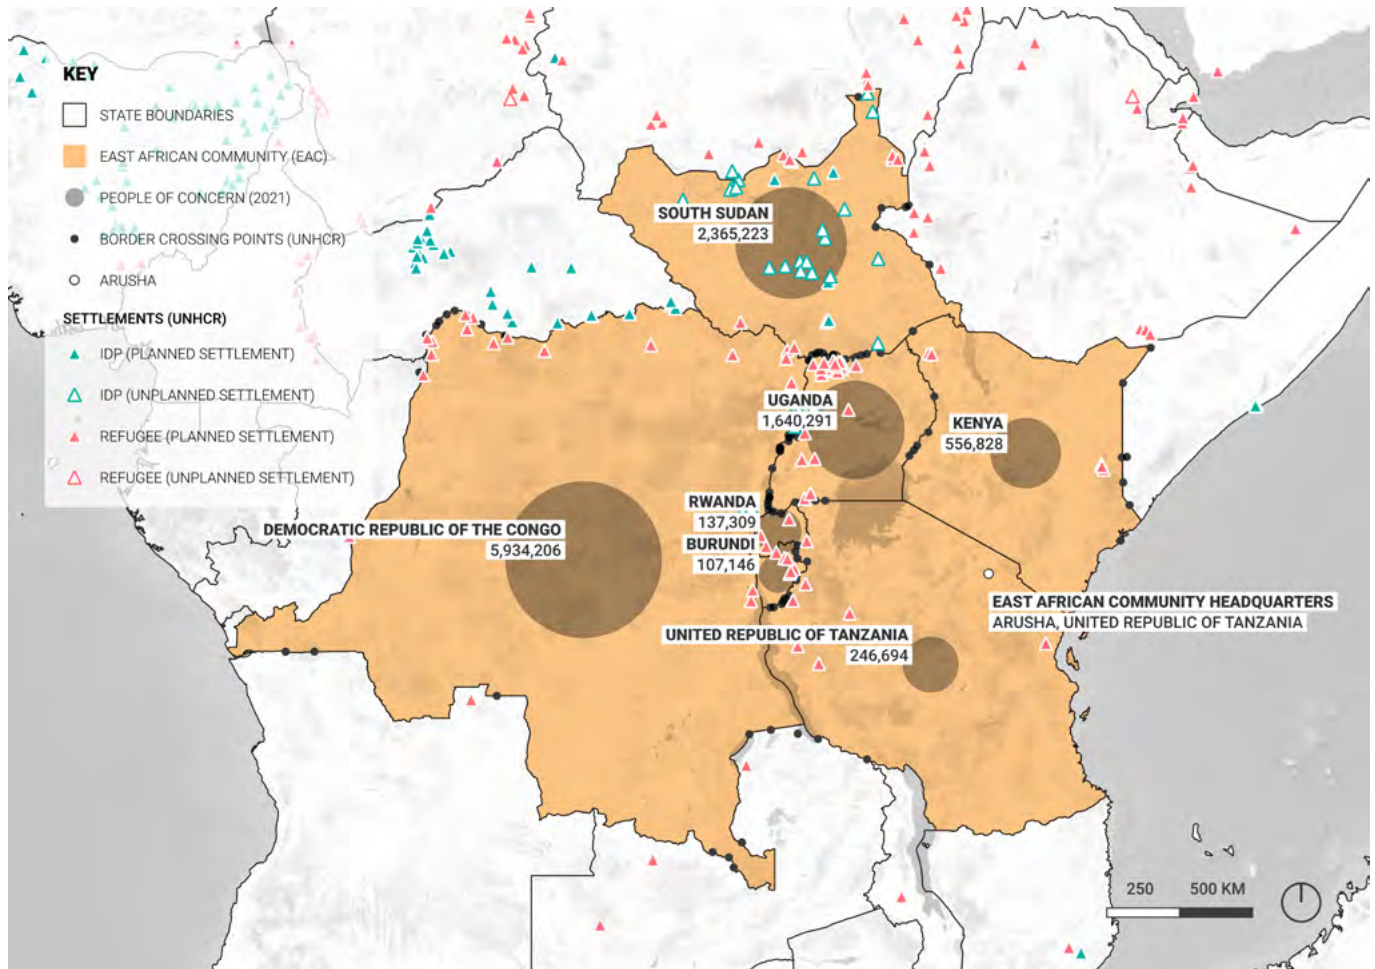 KEY
STATE BOUNDARIES
EAST AFRICAN COMMUNITY (EAC)
PEOPLE OF CONCERN (2021)
BORDER CROSSING POINTS (UNHCR)
ARUSHA
SETTLEMENTS (UNHCR)
IDP (PLANNED SETTLEMENT)
IDP (UNPLANNED SETTLEMENT)
REFUGEE (PLANNED SETTLEMENT)
REFUGEE (UNPLANNED SETTLEMENT)
SOUTH SUDAN
2,365,223
UGANDA
1,640,291
KENYA
556,828
RWANDA
137,309
DEMOCRATIC REPUBLIC OF THE CONGO
5,934,206
BURUNDI
107,146
EAST AFRICAN COMMUNITY HEADQUARTERS
ARUSHA, UNITED REPUBLIC OF TANZANIA
UNITED REPUBLIC OF TANZANIA
246,694
250 500 KM